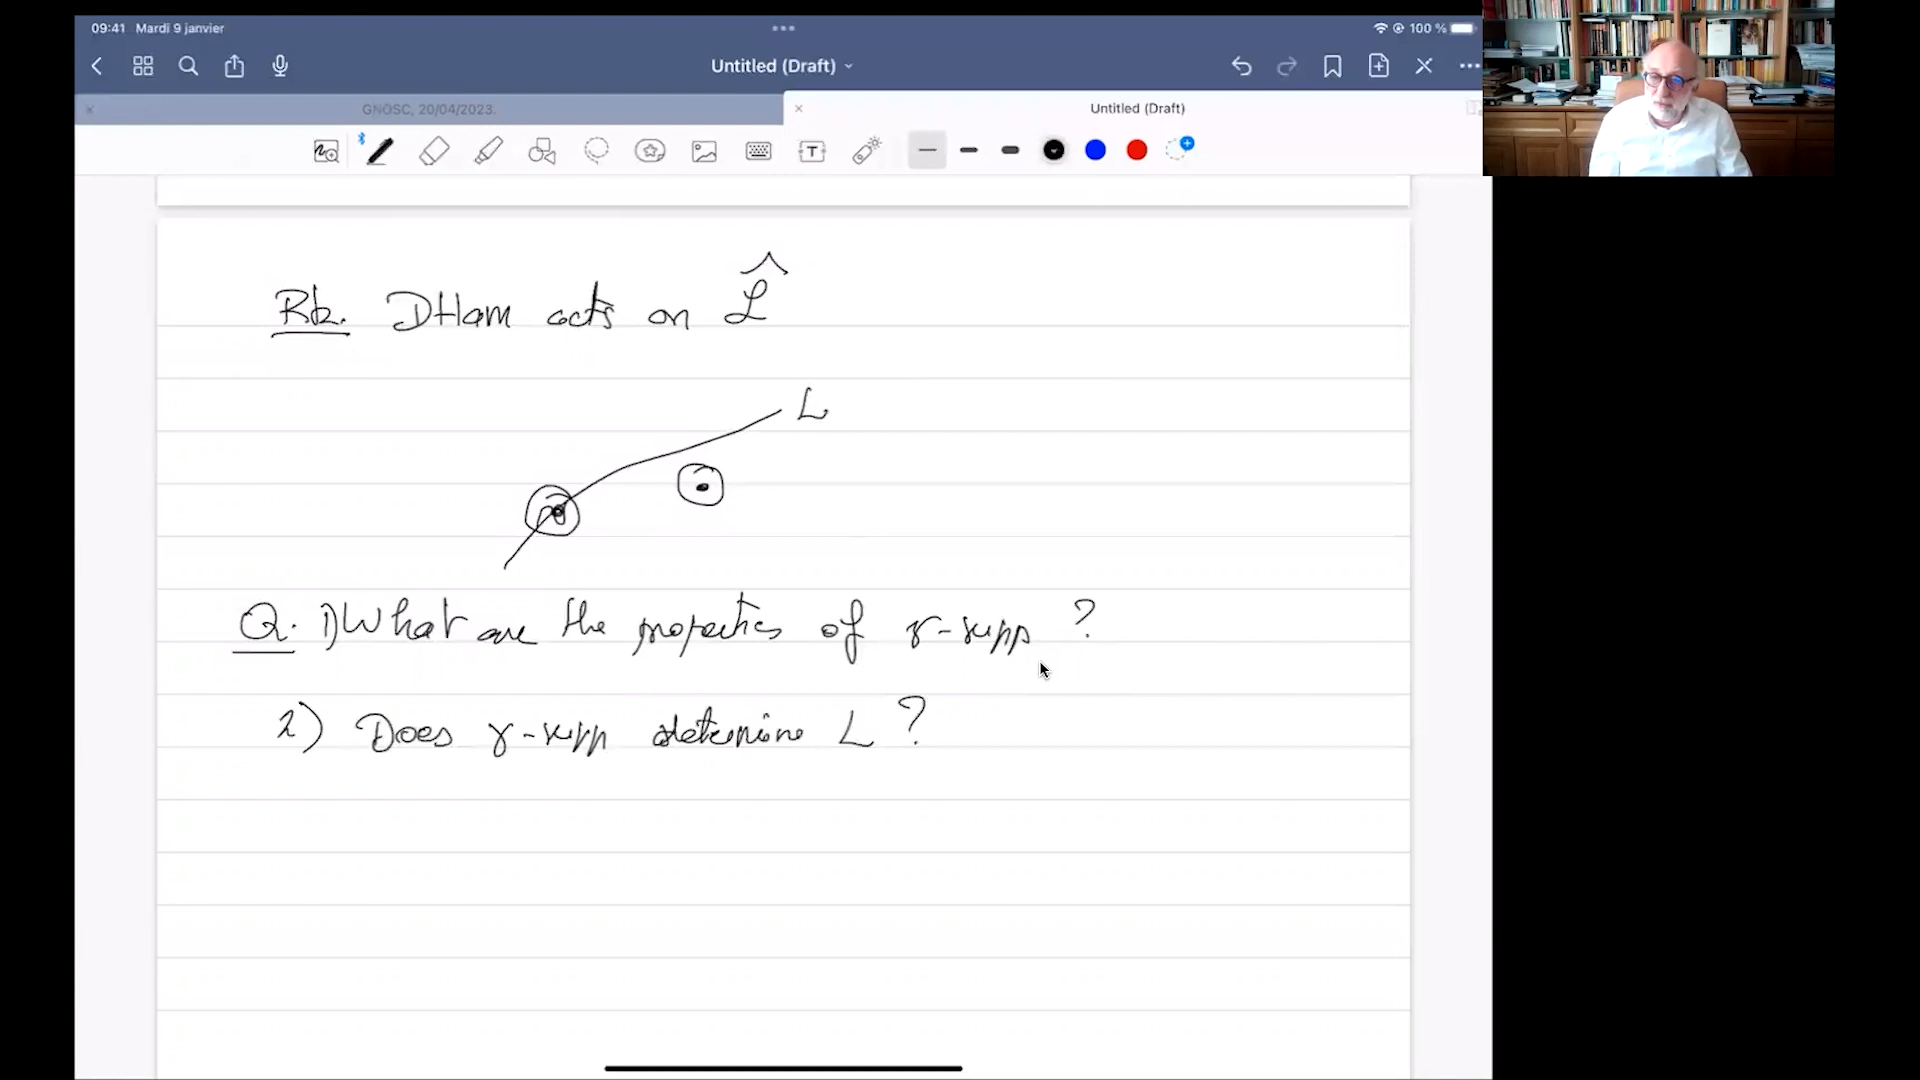 09:41 Mardi 9 janvier
100 %
Untitled (Draft)
GNGSC, 20/04/2023.
Untitled (Draft)
T
Rk. DHam acts on L̂
L
Q. 1) What are the properties of γ-supp ?
2) Does γ-supp determine L ?